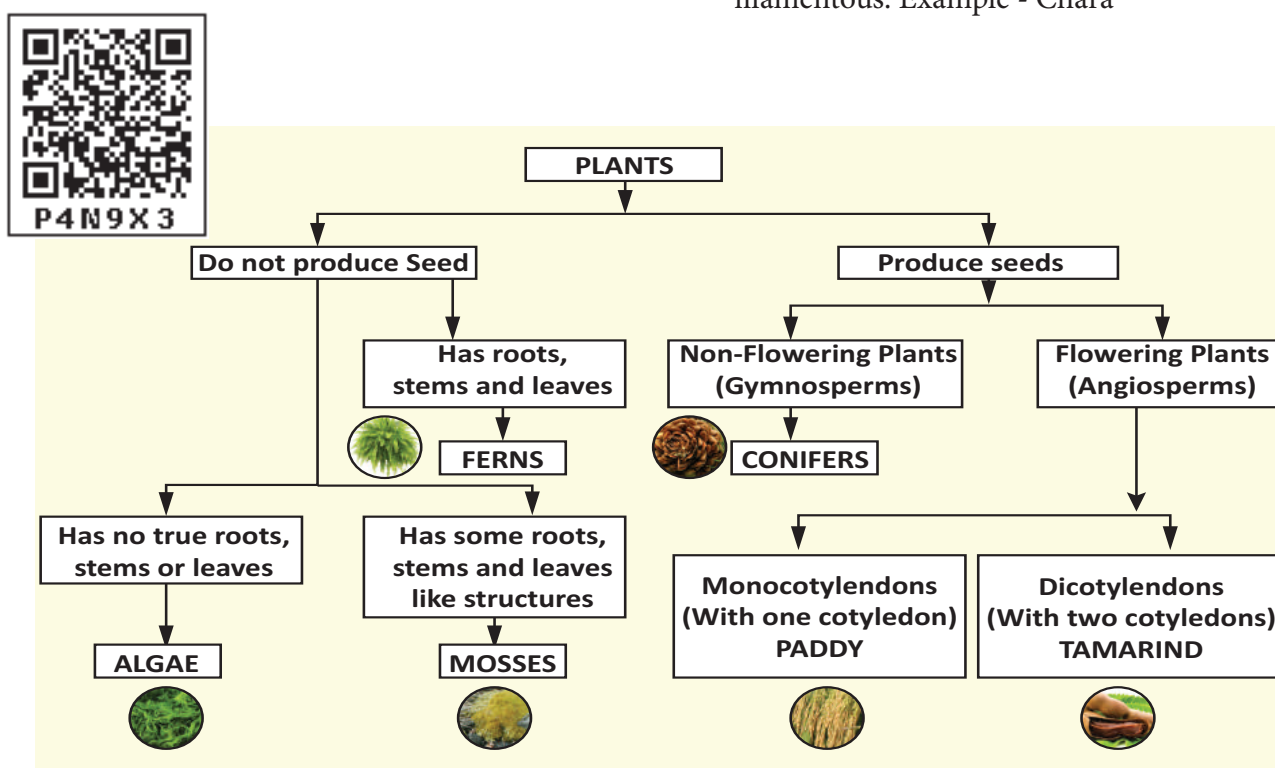 filamentous. Example - Chara
P4N9X3
PLANTS
Do not produce Seed
Produce seeds
Has roots,
stems and leaves
Non-Flowering Plants
(Gymnosperms)
Flowering Plants
(Angiosperms)
FERNS
CONIFERS
Has no true roots,
stems or leaves
Has some roots,
stems and leaves
like structures
Monocotylendons
(With one cotyledon)
PADDY
Dicotylendons
(With two cotyledons)
TAMARIND
ALGAE
MOSSES